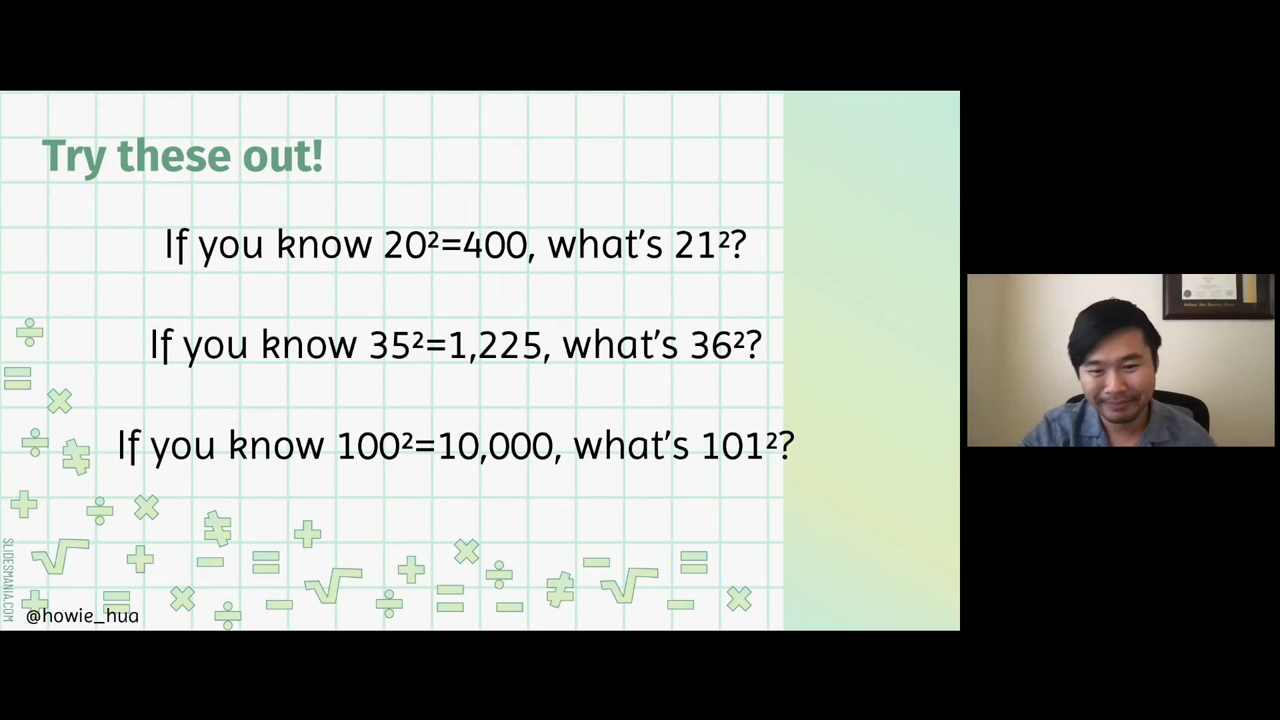 Try these out!
If you know 20²=400, what’s 21²?
If you know 35²=1,225, what’s 36²?
If you know 100²=10,000, what’s 101²?
SLIDESMANIA.COM
@howie_hua